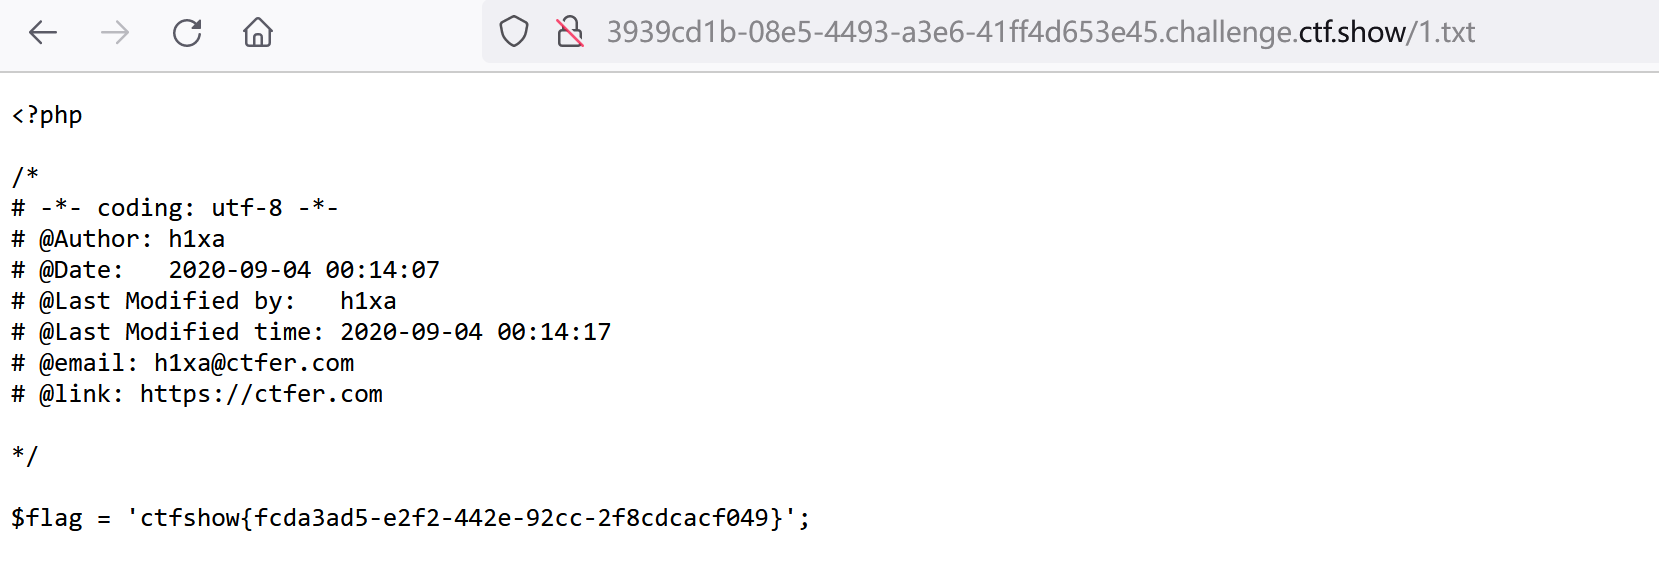 3939cd1b-08e5-4493-a3e6-41ff4d653e45.challenge.ctf.show/1.txt
<?php
/*
# -*- coding: utf-8 -*-
# @Author: h1xa
# @Date:   2020-09-04 00:14:07
# @Last Modified by:   h1xa
# @Last Modified time: 2020-09-04 00:14:17
# @email: h1xa@ctfer.com
# @link: https://ctfer.com
*/
$flag = 'ctfshow{fcda3ad5-e2f2-442e-92cc-2f8cdcacf049}';